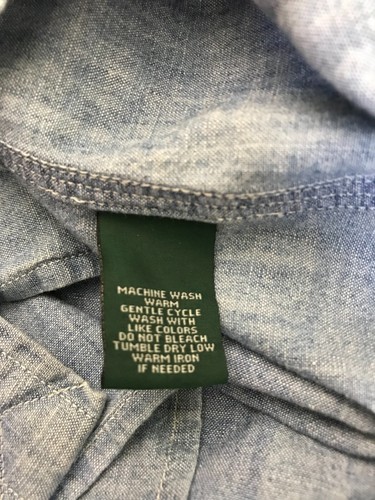 MACHINE WASH
WARM
GENTLE CYCLE
WASH WITH
LIKE COLORS
DO NOT BLEACH
TUMBLE DRY LOW
WARM IRON
IF NEEDED